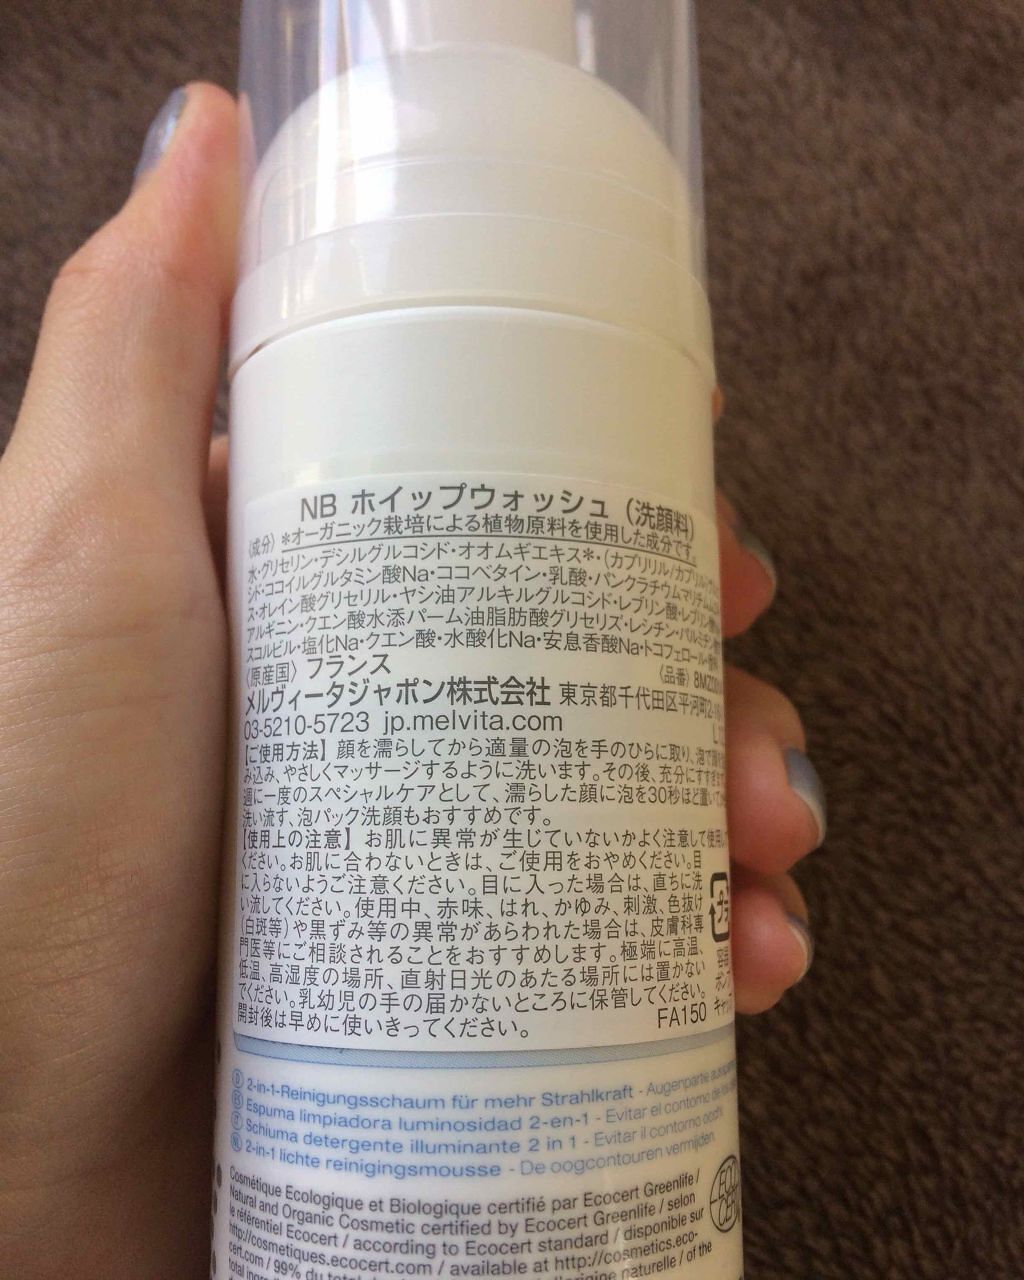 NB ホイップウォッシュ (洗顔料)
〈成分〉 *オーガニック栽培による植物原料を使用した成分です。
水・グリセリン・デシルグルコシド・オオムギエキス*・(カプリリル/カプリル
シド・ココイルグルタミン酸Na・ココベタイン・乳酸・パンクラチウムマリチムム
ス・オレイン酸グリセリル・ヤシ油アルキルグルコシド・レブリン酸・レブリン酸
アルギニン・クエン酸水添パーム油脂肪酸グリセリズ・レシチン・パルミチン酸
スコルビル・塩化Na・クエン酸・水酸化Na・安息香酸Na・トコフェロール・香料
〈原産国〉 フランス 〈品番〉
メルヴィータジャポン株式会社 東京都千代田区平河町2-
03-5210-5723 jp.melvita.com
【ご使用方法】 顔を濡らしてから適量の泡を手のひらに取り、泡で
み込み、やさしくマッサージするように洗います。その後、充分にすすぎます。
週に一度のスペシャルケアとして、濡らした顔に泡を30秒ほど置いてから
洗い流す、泡パック洗顔もおすすめです。
【使用上の注意】 お肌に異常が生じていないかよく注意して使用して
ください。お肌に合わないときは、ご使用をおやめください。目
に入らないようご注意ください。目に入った場合は、直ちに洗
い流してください。使用中、赤味、はれ、かゆみ、刺激、色抜け
(白斑等)や黒ずみ等の異常があらわれた場合は、皮膚科専
門医等にご相談されることをおすすめします。極端に高温、
低温、高湿度の場所、直射日光のあたる場所には置かない
でください。乳幼児の手の届かないところに保管してください。
開封後は早めに使いきってください。
FA150
プラ
容器
ポンプ
キャップ
D 2-in-1-Reinigungsschaum für mehr Strahlkraft - Augenpartie
ES Espuma limpiadora luminosidad 2-en-1 - Evitar el contorno de
IT Schiuma detergente illuminante 2 in 1 - Evitar il contorno occhi.
NL 2-in-1 lichte reinigingsmousse - De oogcontouren vermijden.
Cosmétique Ecologique et Biologique certifié par Ecocert Greenlife /
Natural and Organic Cosmetic certified by Ecocert Greenlife / selon
le référentiel Ecocert / according to Ecocert standard / disponible sur
http://cosmetiques.ecocert.com / available at http://cosmetics.eco-
cert.com / 99% du total d'origine naturelle / of the
ECO
CERT